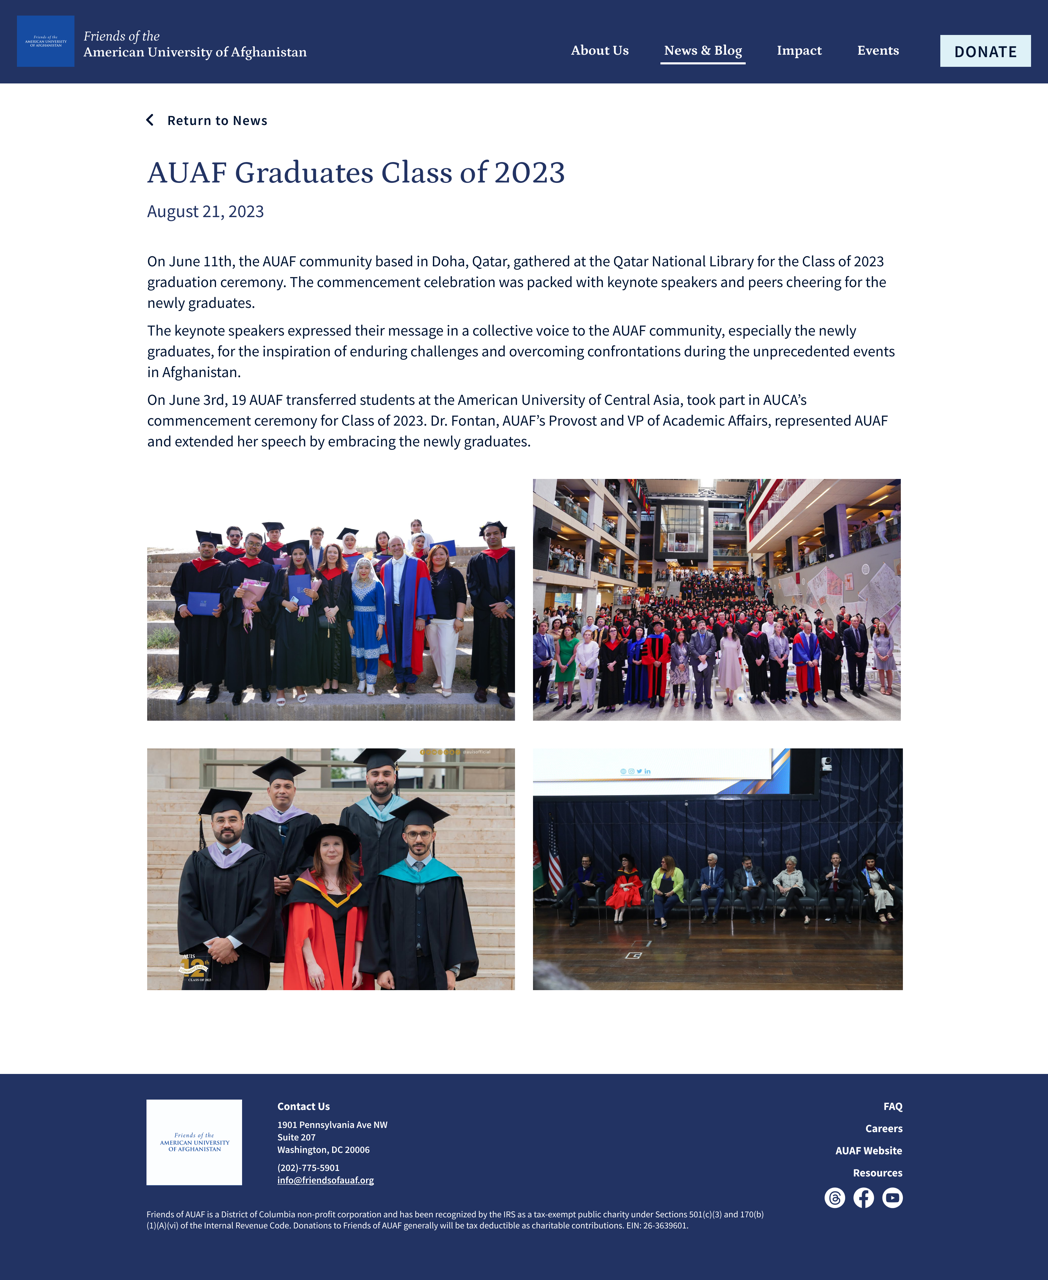 Friends of the
AMERICAN UNIVERSITY
OF AFGHANISTAN
Friends of the
American University of Afghanistan
About Us
News & Blog
Impact
Events
DONATE
Return to News
AUAF Graduates Class of 2023
August 21, 2023
On June 11th, the AUAF community based in Doha, Qatar, gathered at the Qatar National Library for the Class of 2023
graduation ceremony. The commencement celebration was packed with keynote speakers and peers cheering for the
newly graduates.
The keynote speakers expressed their message in a collective voice to the AUAF community, especially the newly
graduates, for the inspiration of enduring challenges and overcoming confrontations during the unprecedented events
in Afghanistan.
On June 3rd, 19 AUAF transferred students at the American University of Central Asia, took part in AUCA's
commencement ceremony for Class of 2023. Dr. Fontan, AUAF's Provost and VP of Academic Affairs, represented AUAF
and extended her speech by embracing the newly graduates.
AUIS
12th
CLASS OF 2023
Friends of the
AMERICAN UNIVERSITY
OF AFGHANISTAN
Contact Us
1901 Pennsylvania Ave NW
Suite 207
Washington, DC 20006
(202)-775-5901
info@friendsofauaf.org
FAQ
Careers
AUAF Website
Resources
Friends of AUAF is a District of Columbia non-profit corporation and has been recognized by the IRS as a tax-exempt public charity under Sections 501(c)(3) and 170(b)
(1)(A)(vi) of the Internal Revenue Code. Donations to Friends of AUAF generally will be tax deductible as charitable contributions. EIN: 26-3639601.